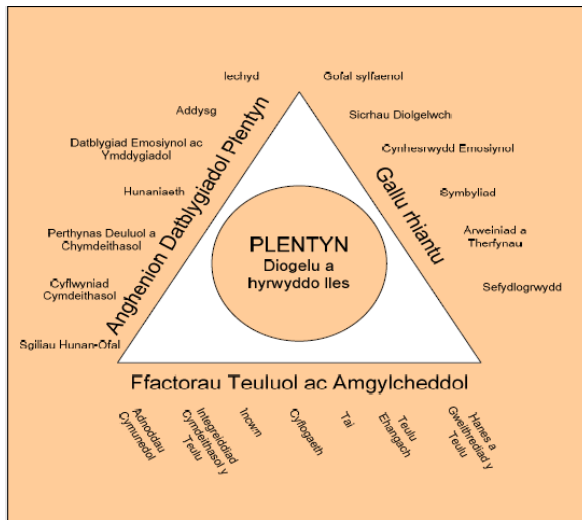 Iechyd
Addysg
Datblygiad Emosiynol ac
Ymddygiadol
Hunaniaeth
Perthynas Deuluol a
Chymdeithasol
Cyflwyniad
Cymdeithasol
Sgiliau Hunan-Ofal
Anghenion Datblygiadol Plentyn
Gofal sylfaenol
Sicrhau Diolgelwch
Cynheswrydd Emosiynol
Symbyliad
Arweiniad a
Therfynau
Sefydlogrwydd
Gallu rhiantu
PLENTYN
Diogelu a
hyrwyddo lles
Ffactorau Teuluol ac Amgylcheddol
Adnoddau
Cymunedol
Integreiddiad
Cymdeithasol y
Teulu
Incwm
Cyflogaeth
Tai
Teulu
Ehangach
Hanes a
Gweithrediad y
Teulu